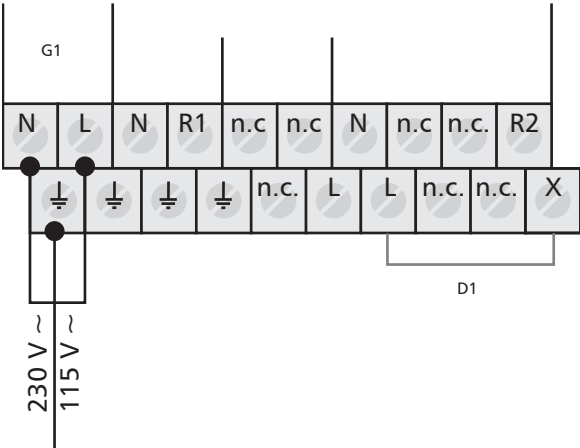 G1
N L N R1 n.c n.c N n.c n.c. R2
n.c. L L n.c. n.c. X
D1
230 V ~
115 V ~